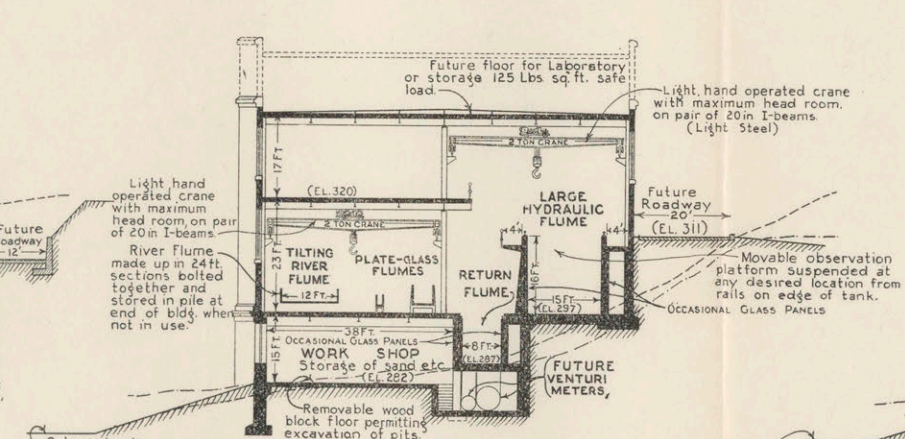 Future floor for Laboratory
or storage 125 Lbs. sq. ft. safe
load.
Light, hand operated crane
with maximum head room,
on pair of 20 in I-beams.
(Light Steel)
2 TON CRANE
17 FT.
Light hand
operated crane
with maximum
head room, on pair
of 20 in I-beams.
(EL. 320)
2 TON CRANE
LARGE
HYDRAULIC
FLUME
Future
Roadway
20'
(EL. 311)
Future
Roadway
12'
River Flume
made up in 24 ft.
sections bolted
together and
stored in pile at
end of bldg. when
not in use.
23 FT.
TILTING
RIVER
FLUME
12 FT.
PLATE-GLASS
FLUMES
RETURN
FLUME
4'
4'
16 FT.
15 FT.
(EL. 297)
Movable observation
platform suspended at
any desired location from
rails on edge of tank.
OCCASIONAL GLASS PANELS
38 FT.
OCCASIONAL GLASS PANELS
15 FT.
WORK SHOP
Storage of sand etc.
(EL. 282)
8 FT.
(EL. 287)
FUTURE
VENTURI
METERS,
Removable wood
block floor permitting
excavation of pits.